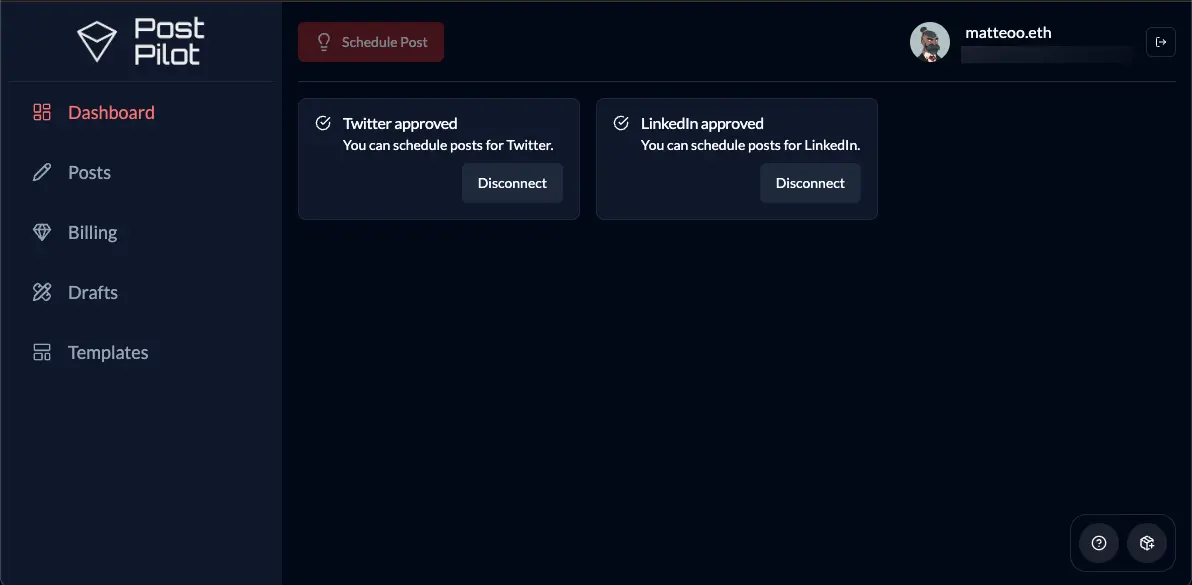 Post
Pilot
Schedule Post
matteoo.eth
Dashboard
Posts
Billing
Drafts
Templates
Twitter approved
You can schedule posts for Twitter.
Disconnect
LinkedIn approved
You can schedule posts for LinkedIn.
Disconnect